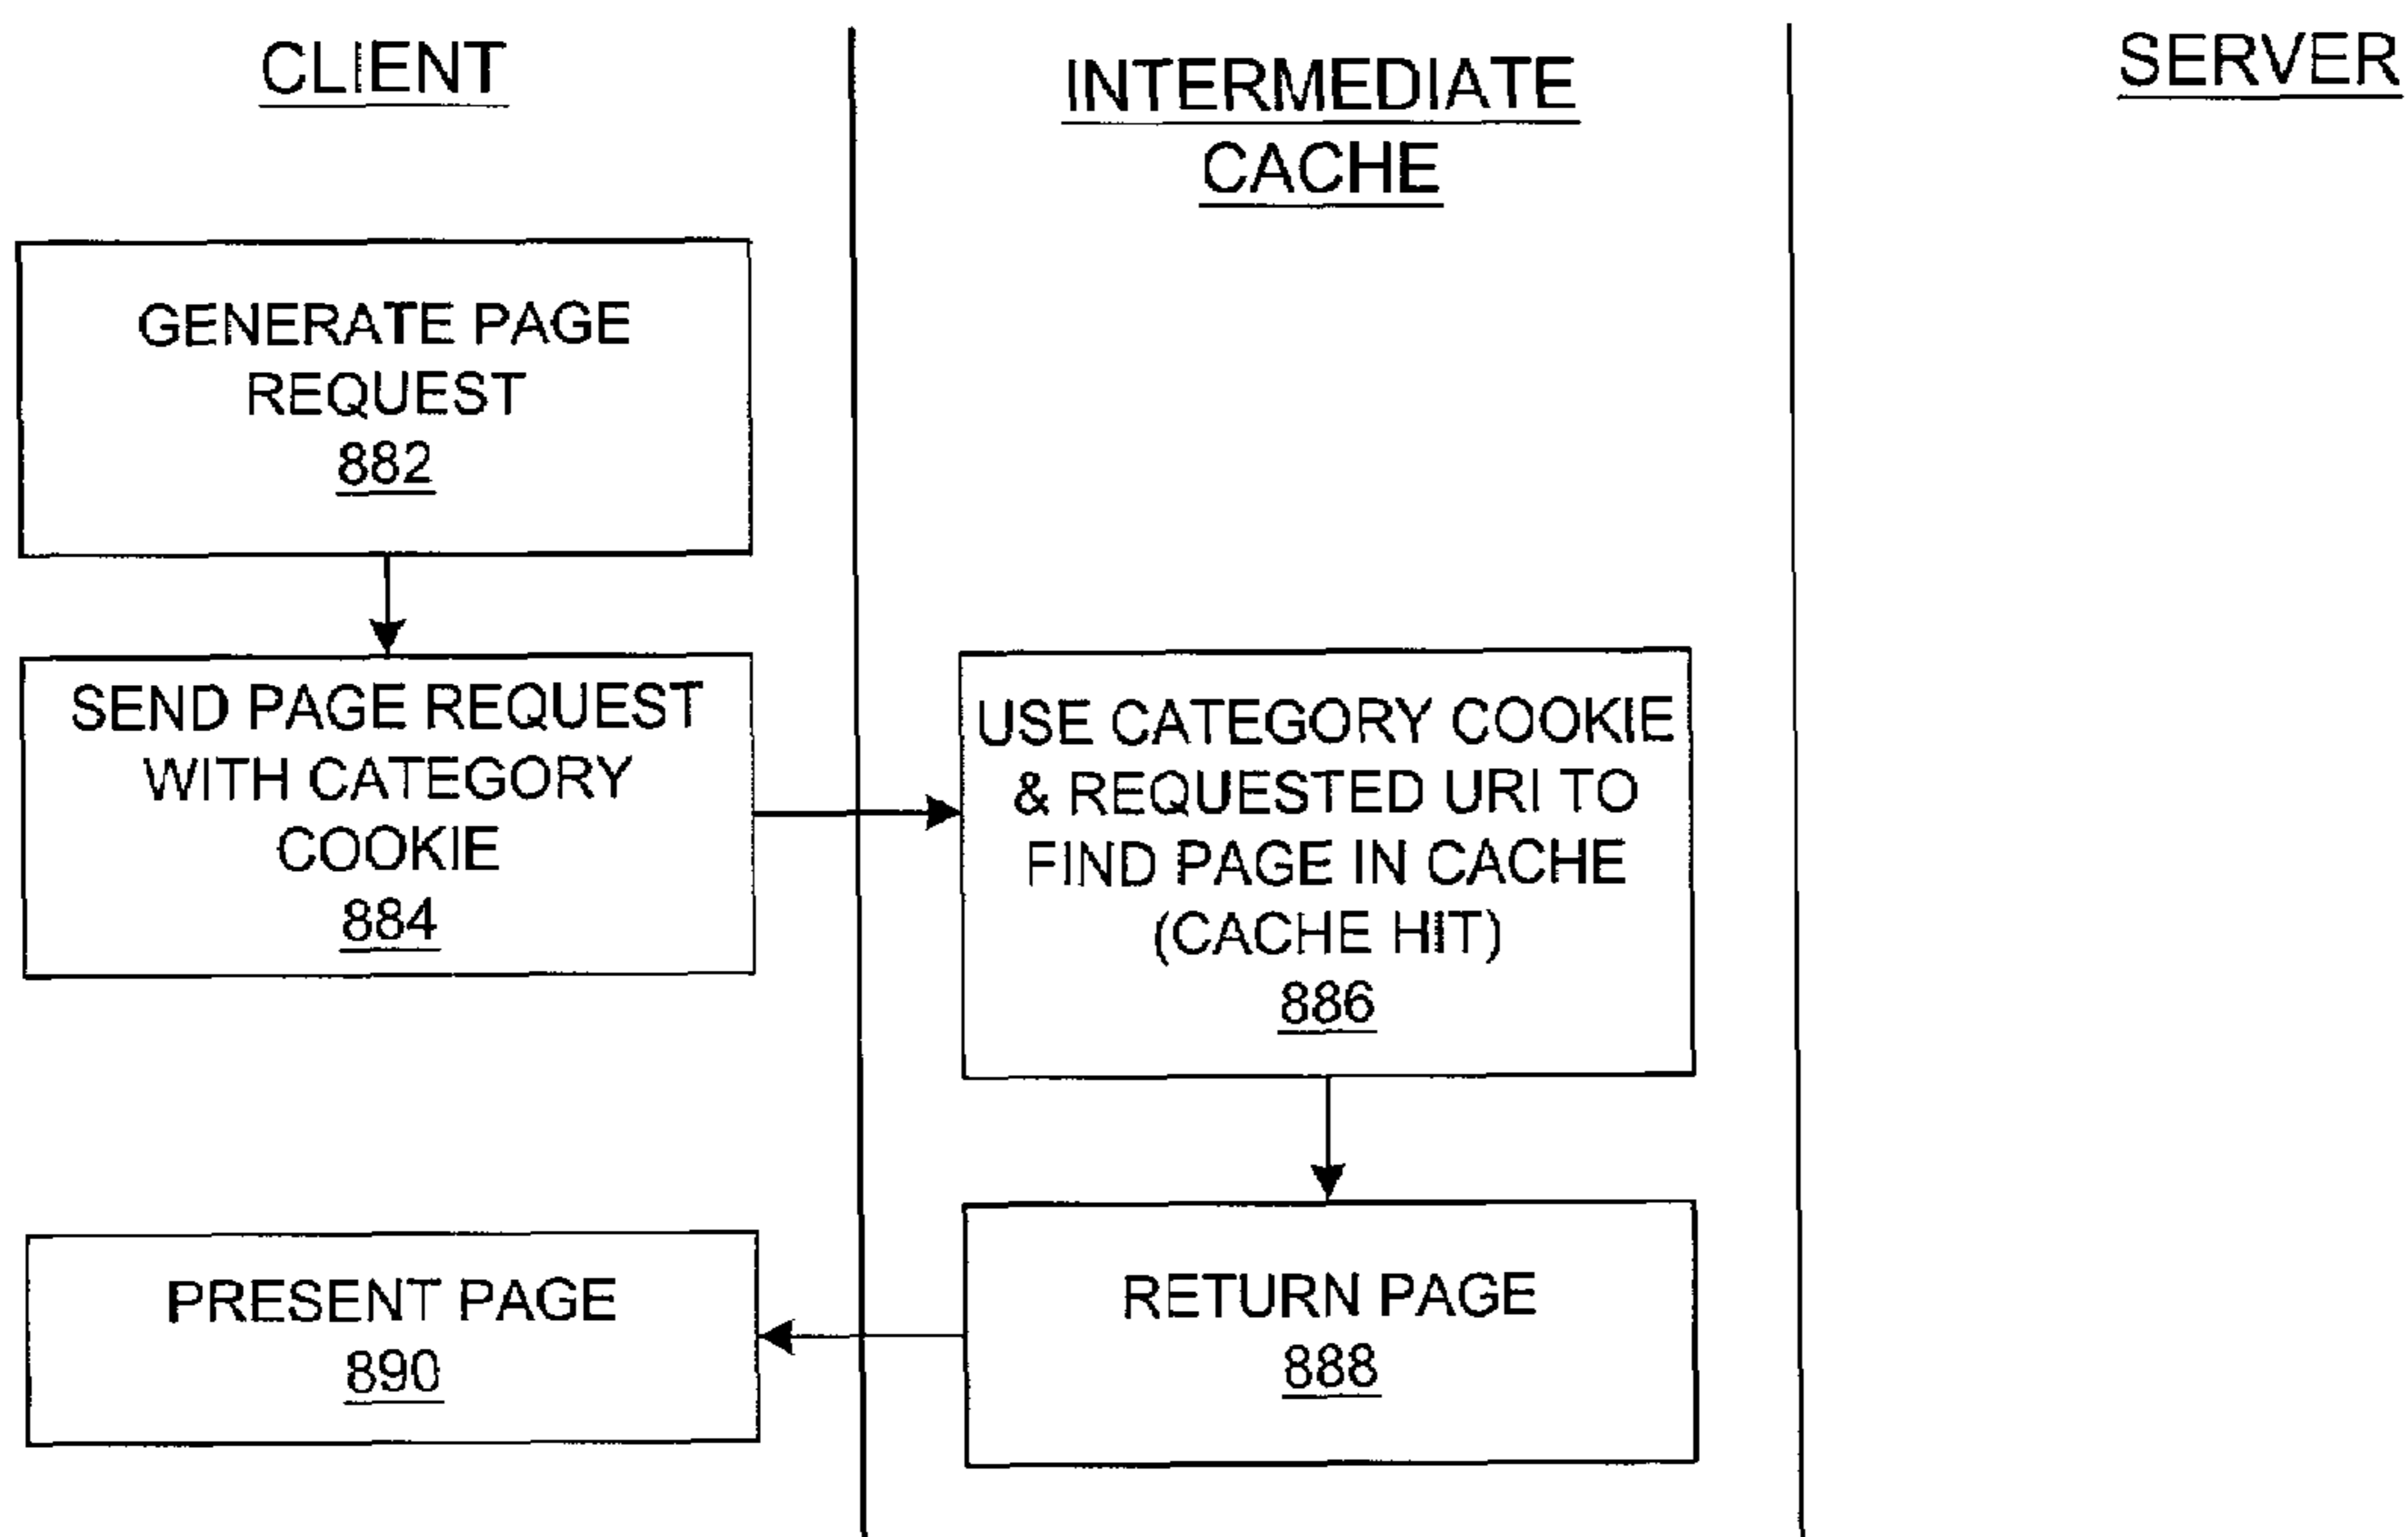 CLIENT
INTERMEDIATE
CACHE
SERVER
GENERATE PAGE
REQUEST
882
SEND PAGE REQUEST
WITH CATEGORY
COOKIE
884
USE CATEGORY COOKIE
& REQUESTED URI TO
FIND PAGE IN CACHE
(CACHE HIT)
886
RETURN PAGE
888
PRESENT PAGE
890